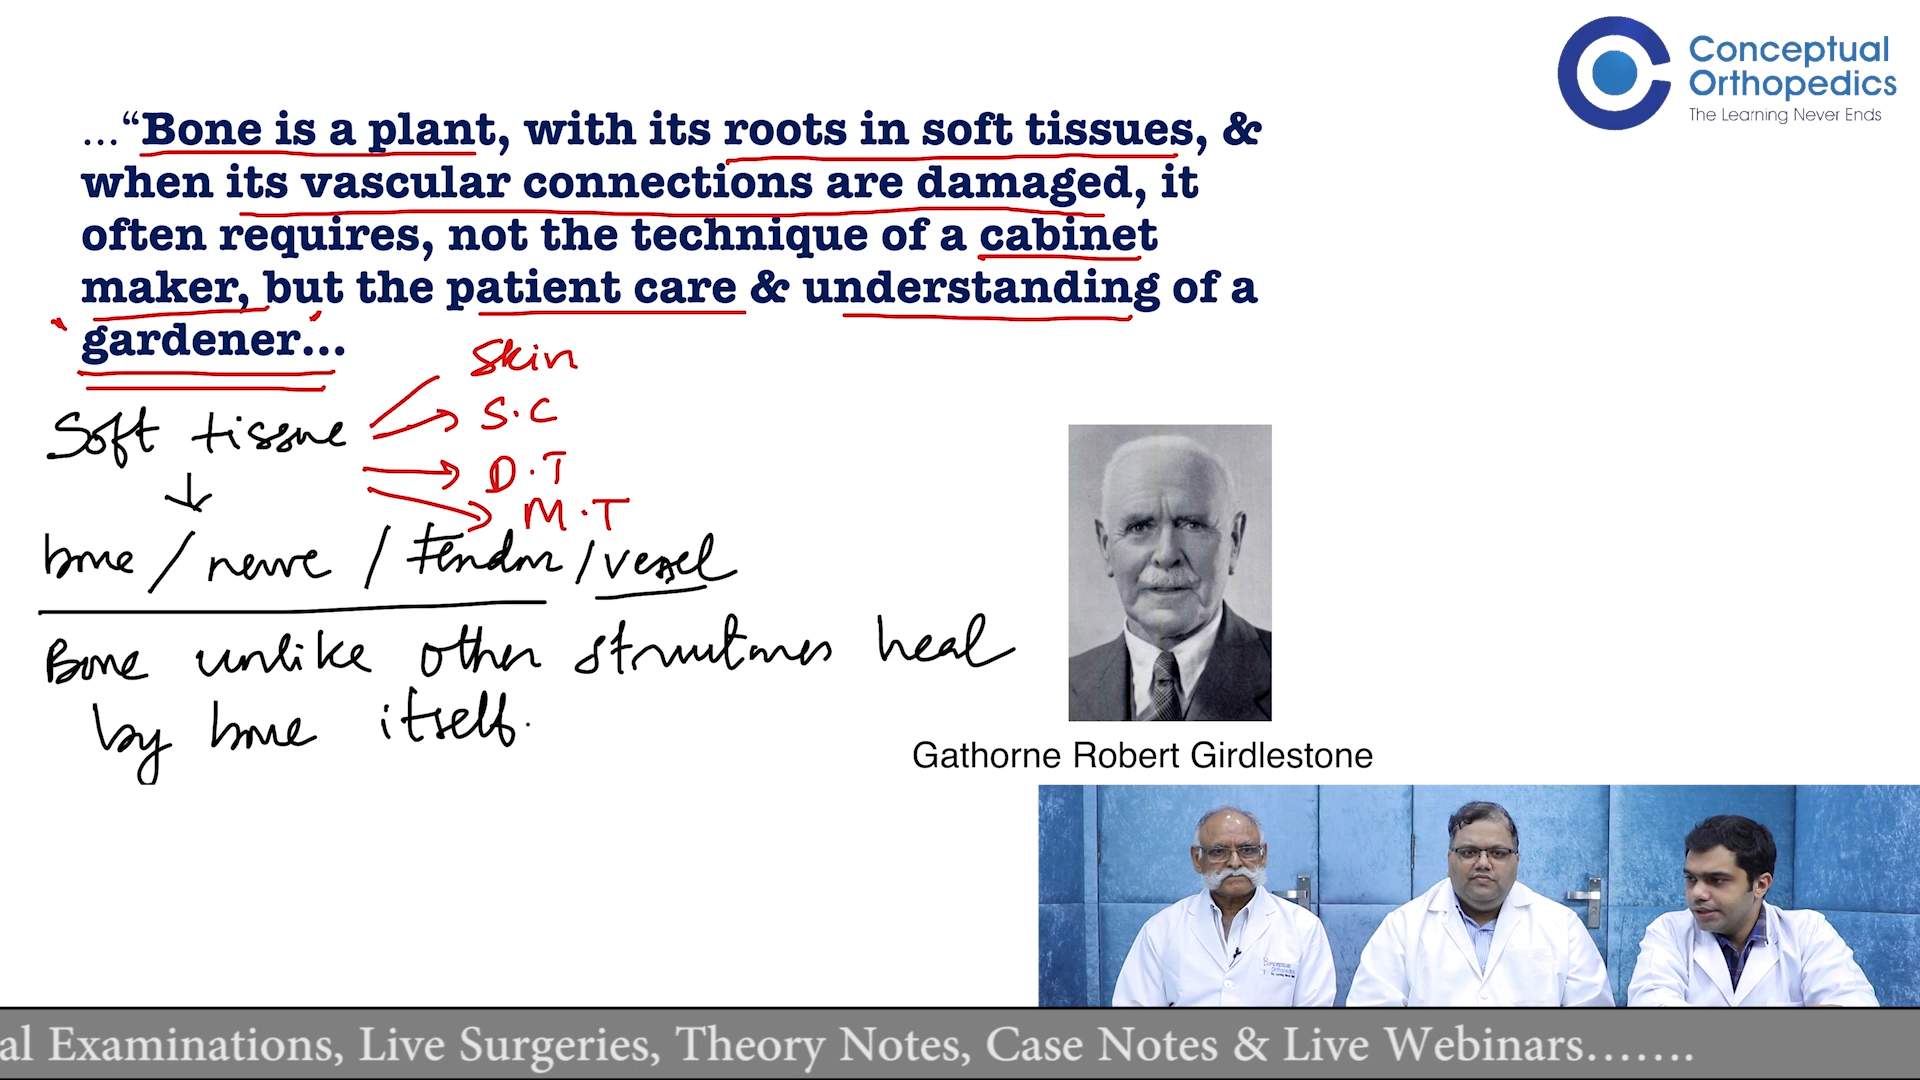 Conceptual
Orthopedics
The Learning Never Ends
…“Bone is a plant, with its roots in soft tissues, &
when its vascular connections are damaged, it
often requires, not the technique of a cabinet
maker, but the patient care & understanding of a
gardener…
Skin
S.C
Soft tissue
D.T
M.T
bone / nerve / Tendon / vessel
Bone unlike other structures heal
by bone itself.
Gathorne Robert Girdlestone
al Examinations, Live Surgeries, Theory Notes, Case Notes & Live Webinars…….